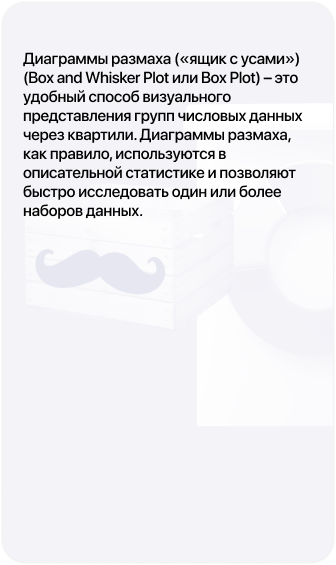 Диаграммы размаха («ящик с усами»)
(Box and Whisker Plot или Box Plot) – это
удобный способ визуального
представления групп числовых данных
через квартили. Диаграммы размаха,
как правило, используются в
описательной статистике и позволяют
быстро исследовать один или более
наборов данных.